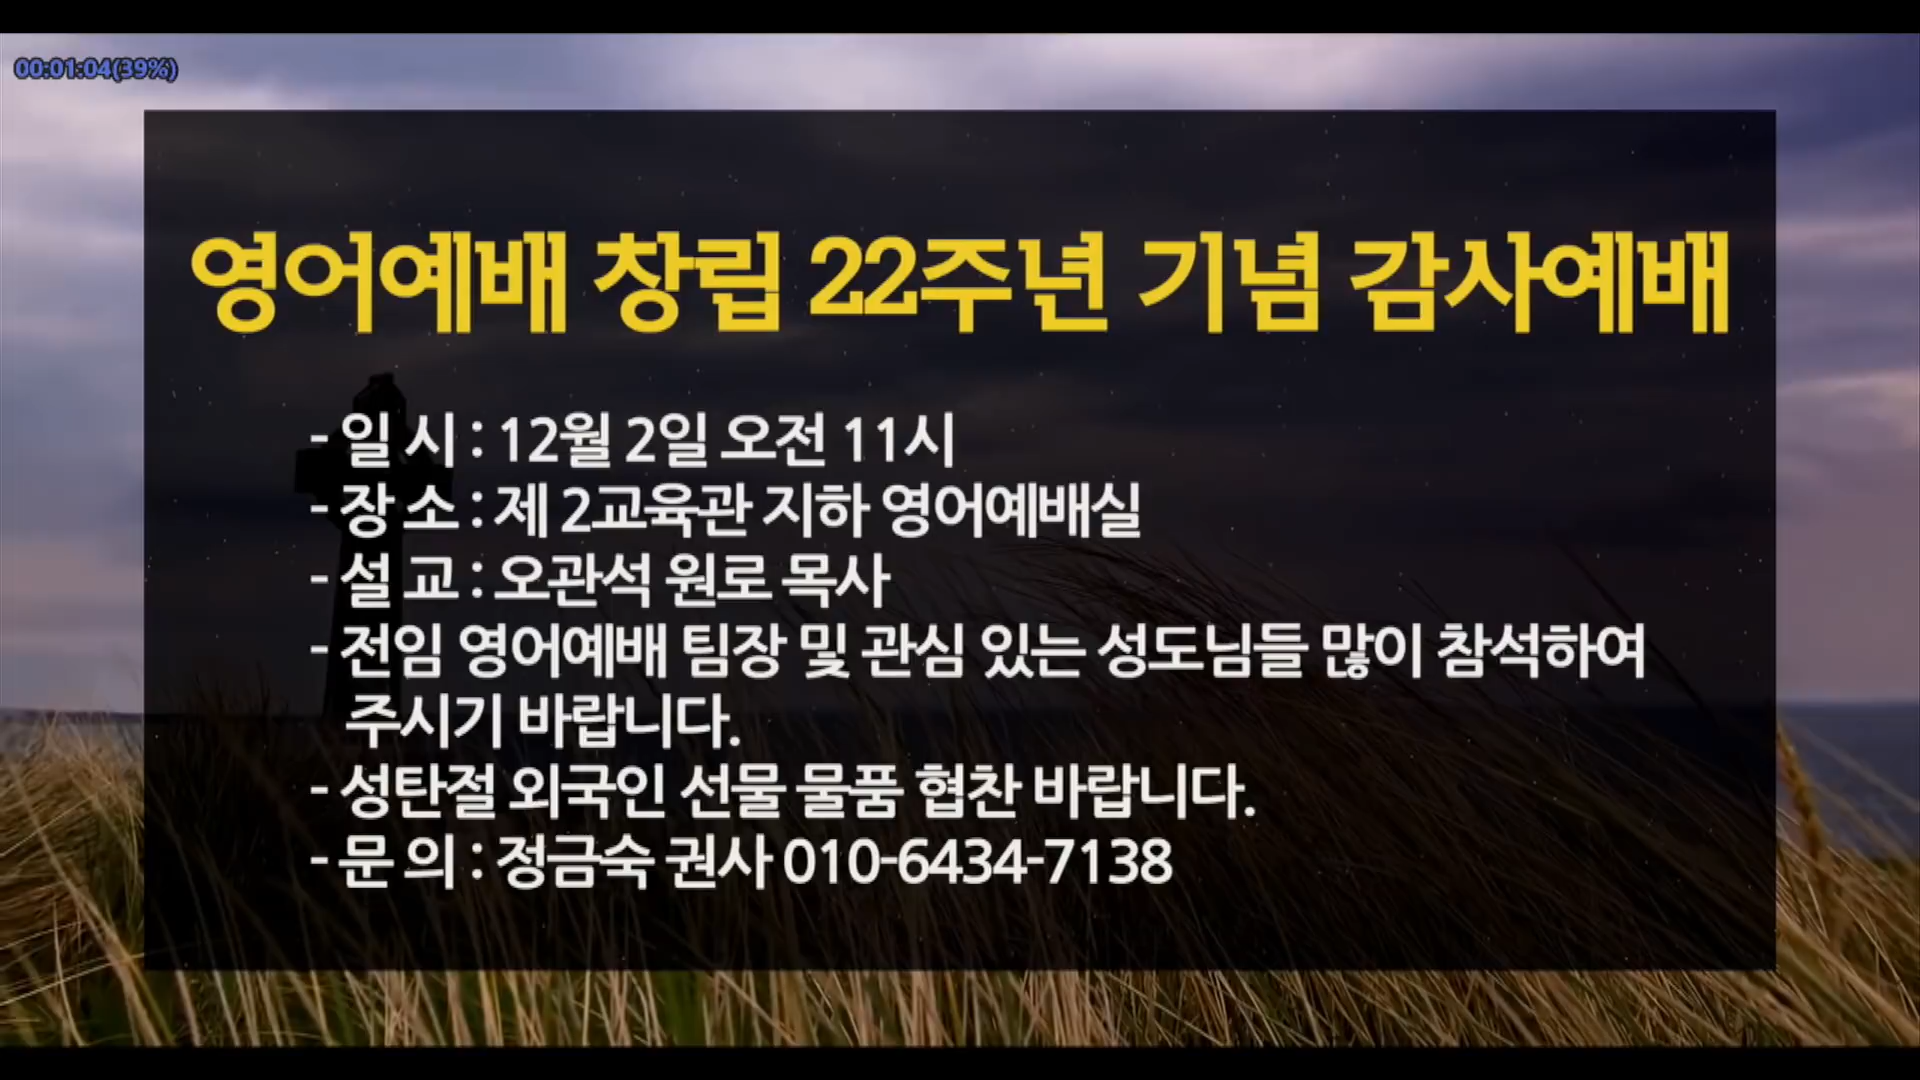 00:01:04(39%)
영어예배 창립 22주년 기념 감사예배
- 일 시 : 12월 2일 오전 11시
- 장 소 : 제 2교육관 지하 영어예배실
- 설 교 : 오관석 원로 목사
- 전임 영어예배 팀장 및 관심 있는 성도님들 많이 참석하여
주시기 바랍니다.
- 성탄절 외국인 선물 물품 협찬 바랍니다.
- 문 의 : 정금숙 권사 010-6434-7138